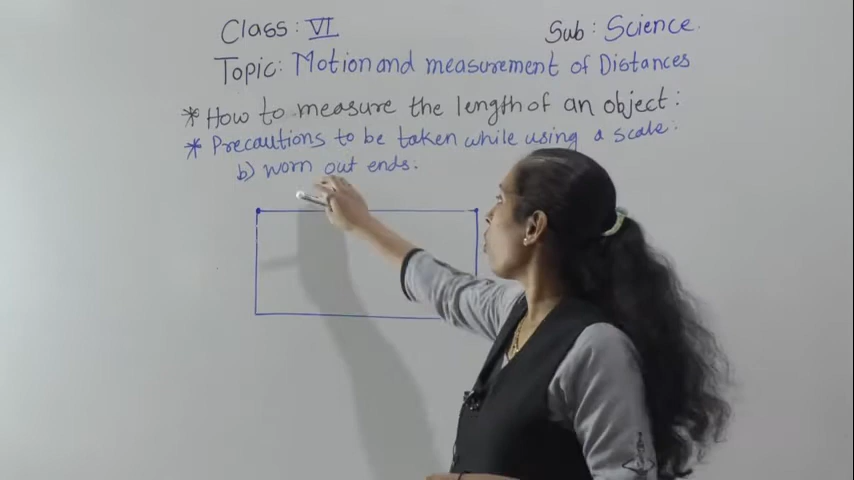 Class: VI Sub: Science.
Topic: Motion and measurement of Distances
* How to measure the length of an object:
* Precautions to be taken while using a scale:
b) worn out ends: